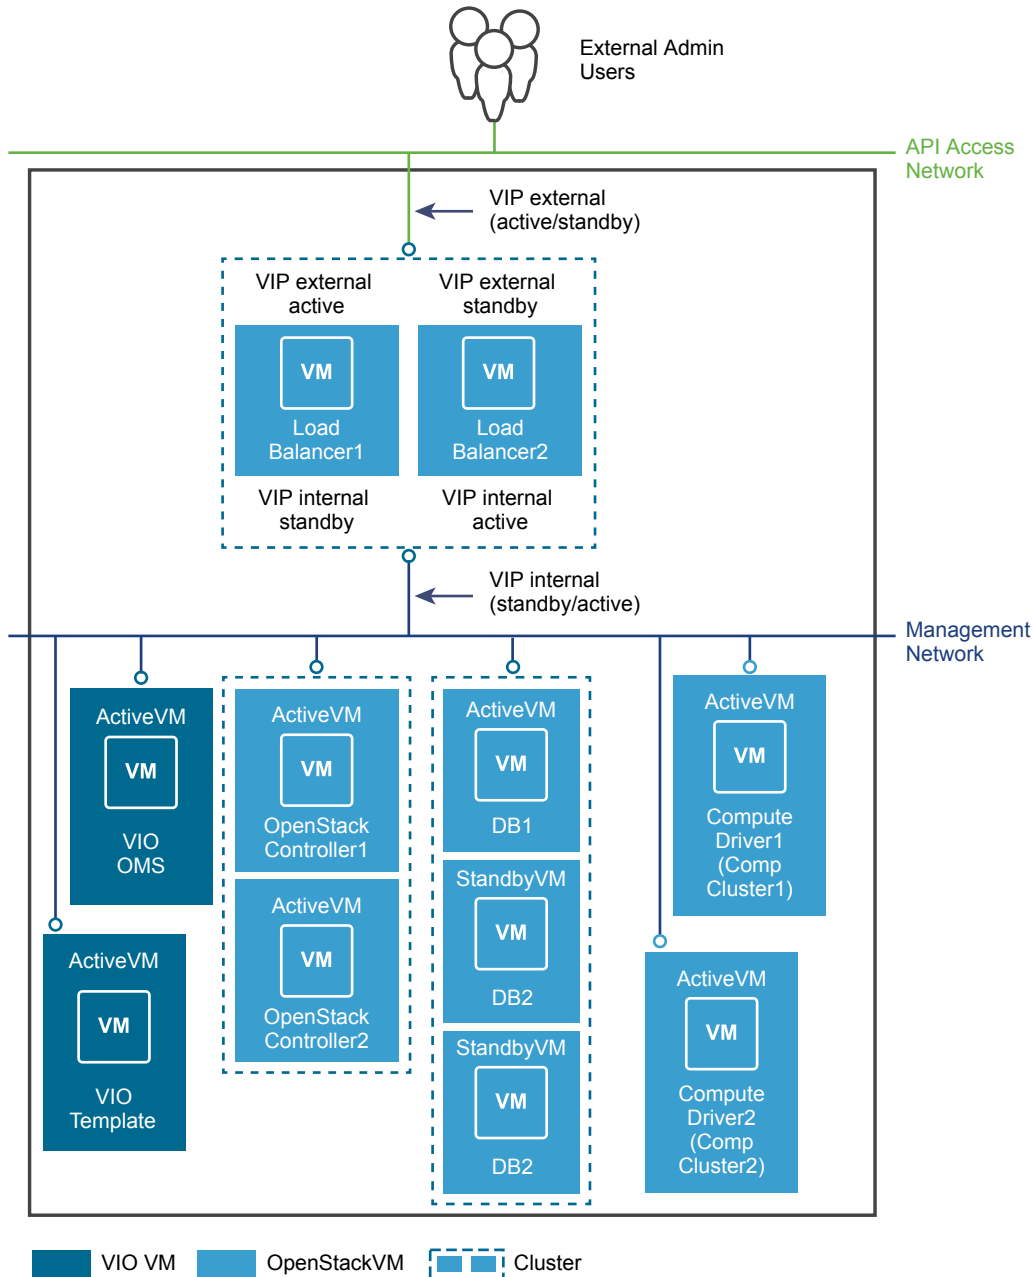 External Admin
Users
API Access
Network
VIP external
(active/standby)
VIP external
active
VIP external
standby
VM
Load
Balancer1
VM
Load
Balancer2
VIP internal
standby
VIP internal
active
VIP internal
(standby/active)
Management
Network
ActiveVM
VM
VIO
OMS
ActiveVM
VM
OpenStack
Controller1
ActiveVM
VM
DB1
ActiveVM
VM
Compute
Driver1
(Comp
Cluster1)
ActiveVM
VM
VIO
Template
ActiveVM
VM
OpenStack
Controller2
StandbyVM
VM
DB2
StandbyVM
VM
DB2
ActiveVM
VM
Compute
Driver2
(Comp
Cluster2)
VIO VM
OpenStackVM
Cluster